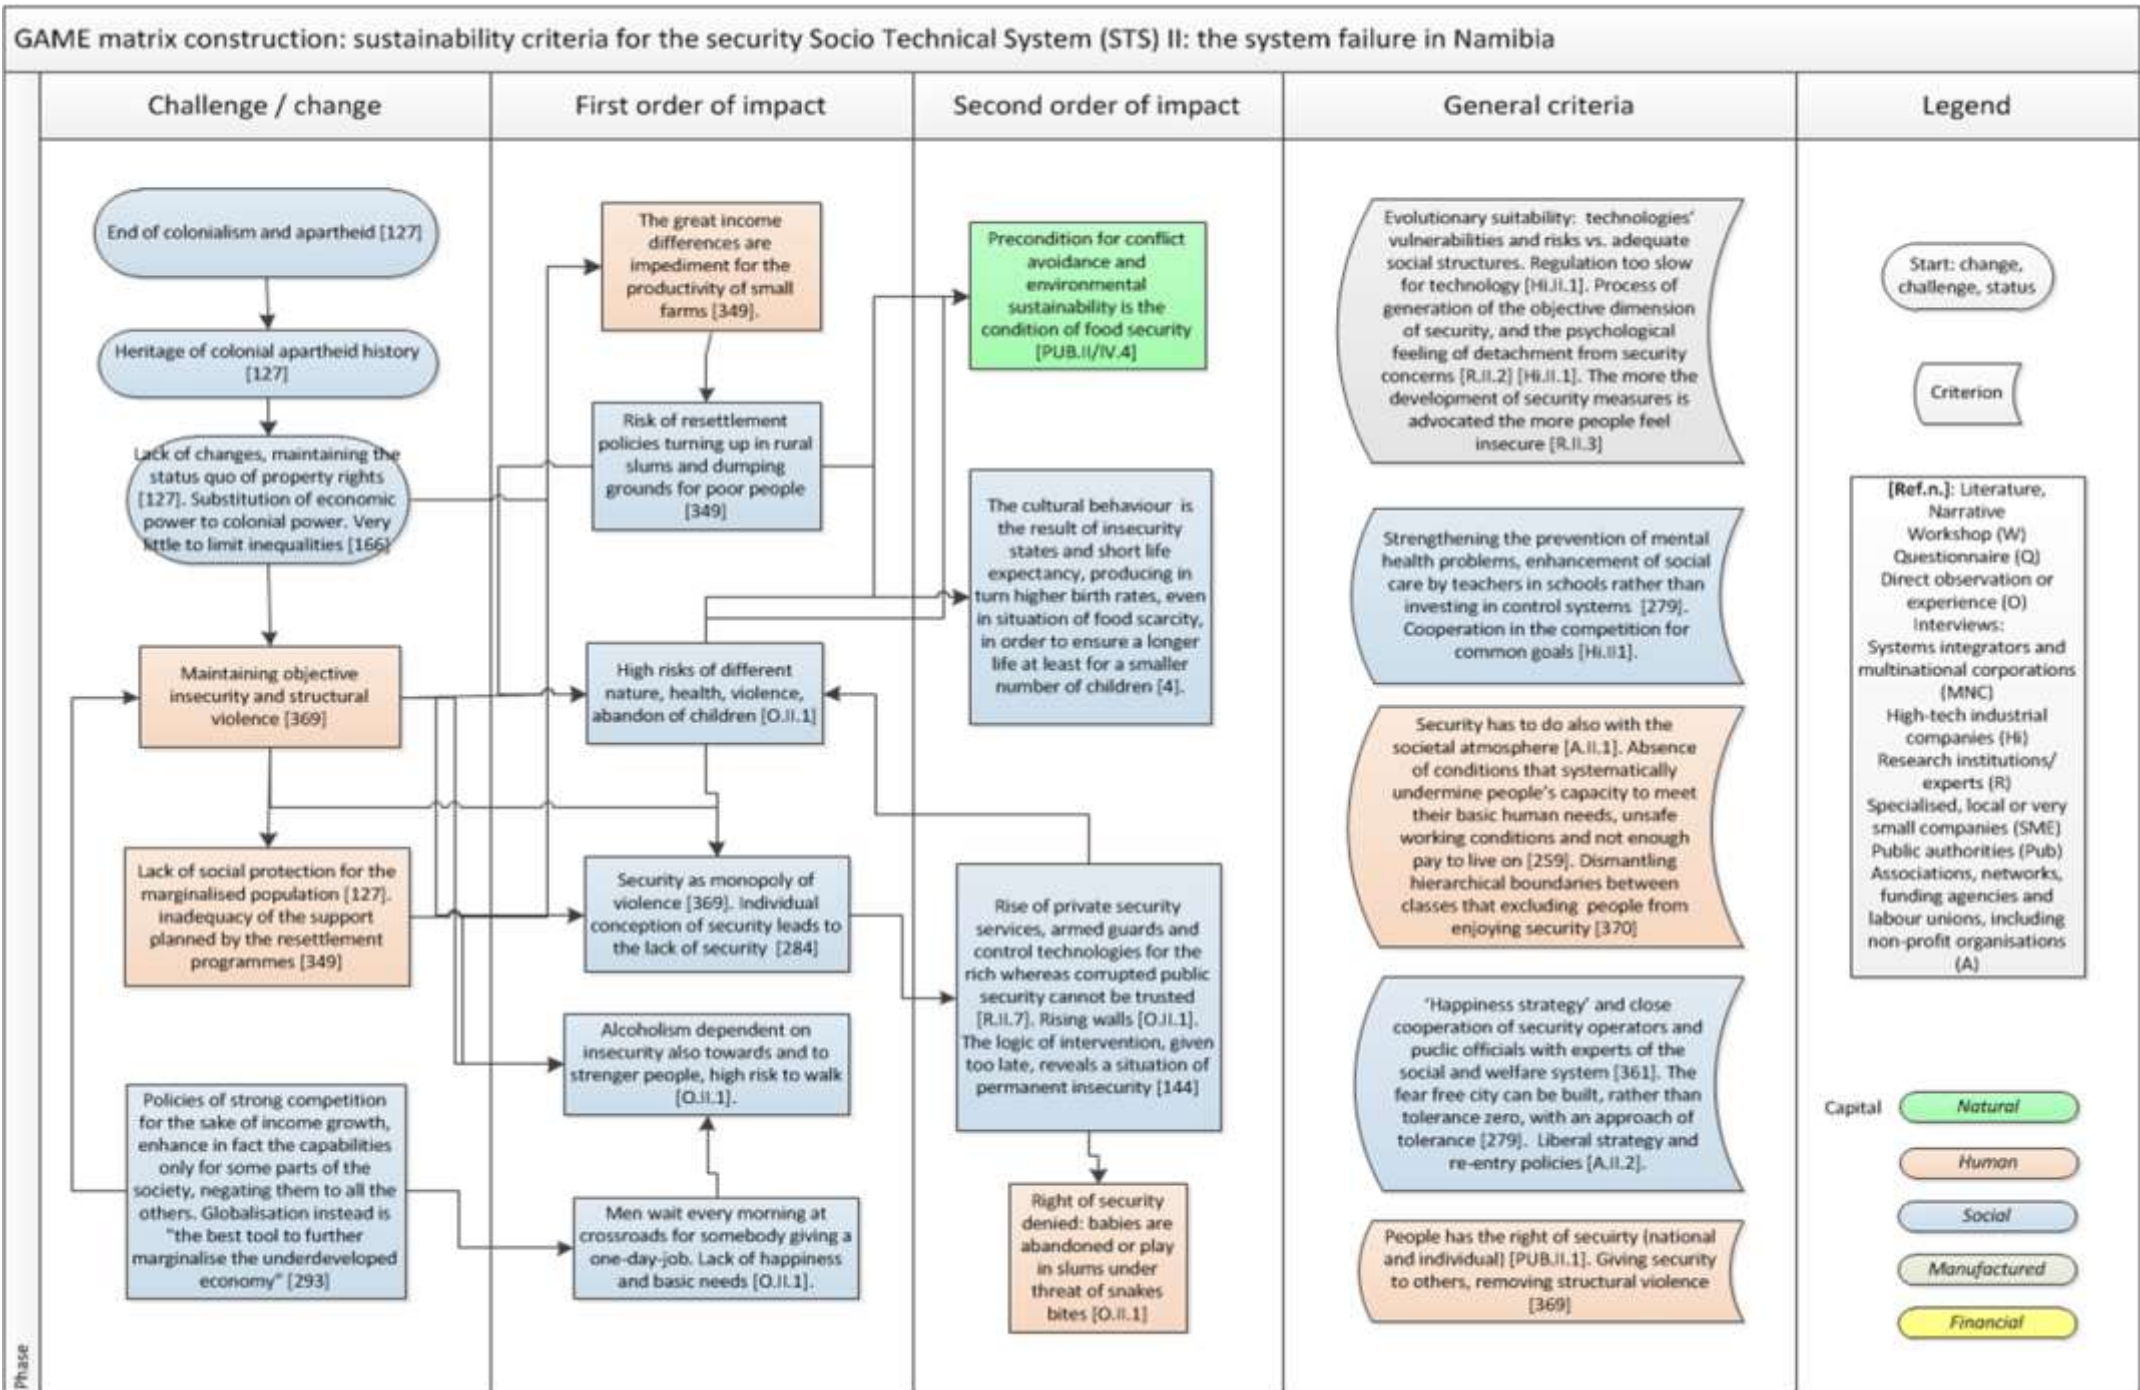 GAME matrix construction: sustainability criteria for the security Socio Technical System (STS) II: the system failure in Namibia
Challenge / change
First order of impact
Second order of impact
General criteria
Legend
End of colonialism and apartheid [127]
Heritage of colonial apartheid history
[127]
Lack of changes, maintaining the
status quo of property rights
[127]. Substitution of economic
power to colonial power. Very
little to limit inequalities [166]
Maintaining objective
insecurity and structural
violence [369]
Lack of social protection for the
marginalised population [127].
inadequacy of the support
planned by the resettlement
programmes [349]
Policies of strong competition
for the sake of income growth,
enhance in fact the capabilities
only for some parts of the
society, negating them to all the
others. Globalisation instead is
"the best tool to further
marginalise the underdeveloped
economy" [293]
The great income
differences are
impediment for the
productivity of small
farms [349].
Risk of resettlement
policies turning up in rural
slums and dumping
grounds for poor people
[349]
High risks of different
nature, health, violence,
abandon of children [O.II.1]
Security as monopoly of
violence [369]. Individual
conception of security leads to
the lack of security [284]
Alcoholism dependent on
insecurity also towards and to
strenger people, high risk to walk
[O.II.1].
Men wait every morning at
crossroads for somebody giving a
one-day-job. Lack of happiness
and basic needs [O.II.1].
Precondition for conflict
avoidance and
environmental
sustainability is the
condition of food security
[PUB.II/IV.4]
The cultural behaviour is
the result of insecurity
states and short life
expectancy, producing in
turn higher birth rates, even
in situation of food scarcity,
in order to ensure a longer
life at least for a smaller
number of children [4].
Rise of private security
services, armed guards and
control technologies for the
rich whereas corrupted public
security cannot be trusted
[R.II.7]. Rising walls [O.II.1].
The logic of intervention, given
too late, reveals a situation of
permanent insecurity [144]
Right of security
denied: babies are
abandoned or play
in slums under
threat of snakes
bites [O.II.1]
Evolutionary suitability: technologies'
vulnerabilities and risks vs. adequate
social structures. Regulation too slow
for technology [Hi.II.1]. Process of
generation of the objective dimension
of security, and the psychological
feeling of detachment from security
concerns [R.II.2] [Hi.II.1]. The more the
development of security measures is
advocated the more people feel
insecure [R.II.3]
Strengthening the prevention of mental
health problems, enhancement of social
care by teachers in schools rather than
investing in control systems [279].
Cooperation in the competition for
common goals [Hi.II1].
Security has to do also with the
societal atmosphere [A.II.1]. Absence
of conditions that systematically
undermine people's capacity to meet
their basic human needs, unsafe
working conditions and not enough
pay to live on [259]. Dismantling
hierarchical boundaries between
classes that excluding people from
enjoying security [370]
'Happiness strategy' and close
cooperation of security operators and
puclic officials with experts of the
social and welfare system [361]. The
fear free city can be built, rather than
tolerance zero, with an approach of
tolerance [279]. Liberal strategy and
re-entry policies [A.II.2].
People has the right of secuirty (national
and individual) [PUB.II.1]. Giving security
to others, removing structural violence
[369]
Start: change,
challenge, status
Criterion
[Ref.n.]: Literature,
Narrative
Workshop (W)
Questionnaire (Q)
Direct observation or
experience (O)
Interviews:
Systems integrators and
multinational corporations
(MNC)
High-tech industrial
companies (Hi)
Research institutions/
experts (R)
Specialised, local or very
small companies (SME)
Public authorities (Pub)
Associations, networks,
funding agencies and
labour unions, including
non-profit organisations
(A)
Capital
Natural
Human
Social
Manufactured
Financial
Phase